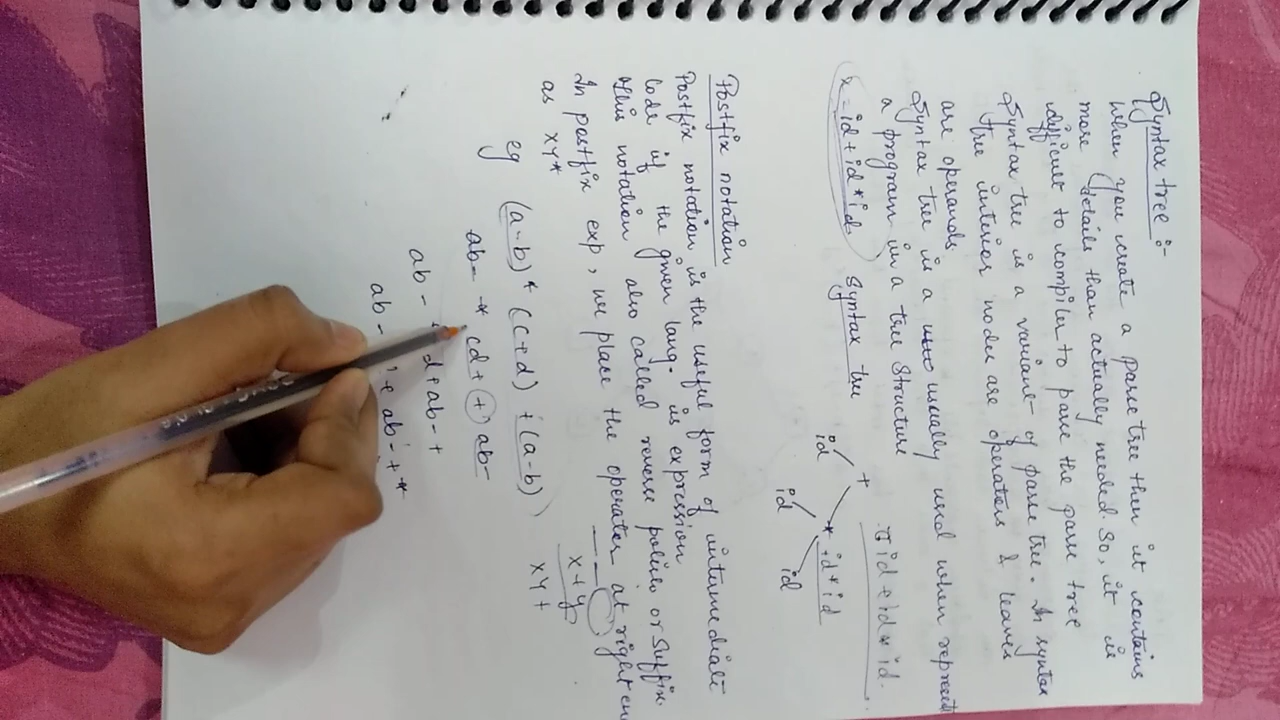 Syntax tree :-
When you create a parse tree then it contains
more details than actually needed. So, it is
difficult to compiler to parse the parse tree
Syntax tree is a variant of parse tree. In syntax
tree interior node are operators & leaves
are operands.
Syntax tree is a usually used when represent
a program in a tree structure
id + id * id.
x = id + id * id
Syntax tree
+
id * id * id
id id
Postfix notation
Postfix notation is the useful form of intermediate
code if the given lang. is expression
This notation also called reverse polish or Suffix
In postfix exp, we place the operator at right en
as XY*
x + y
XY +
eg (a-b) * (c+d) + (a-b)
ab- * cd+ + ab-
ab - d+ab-+
ab - + ab-+*